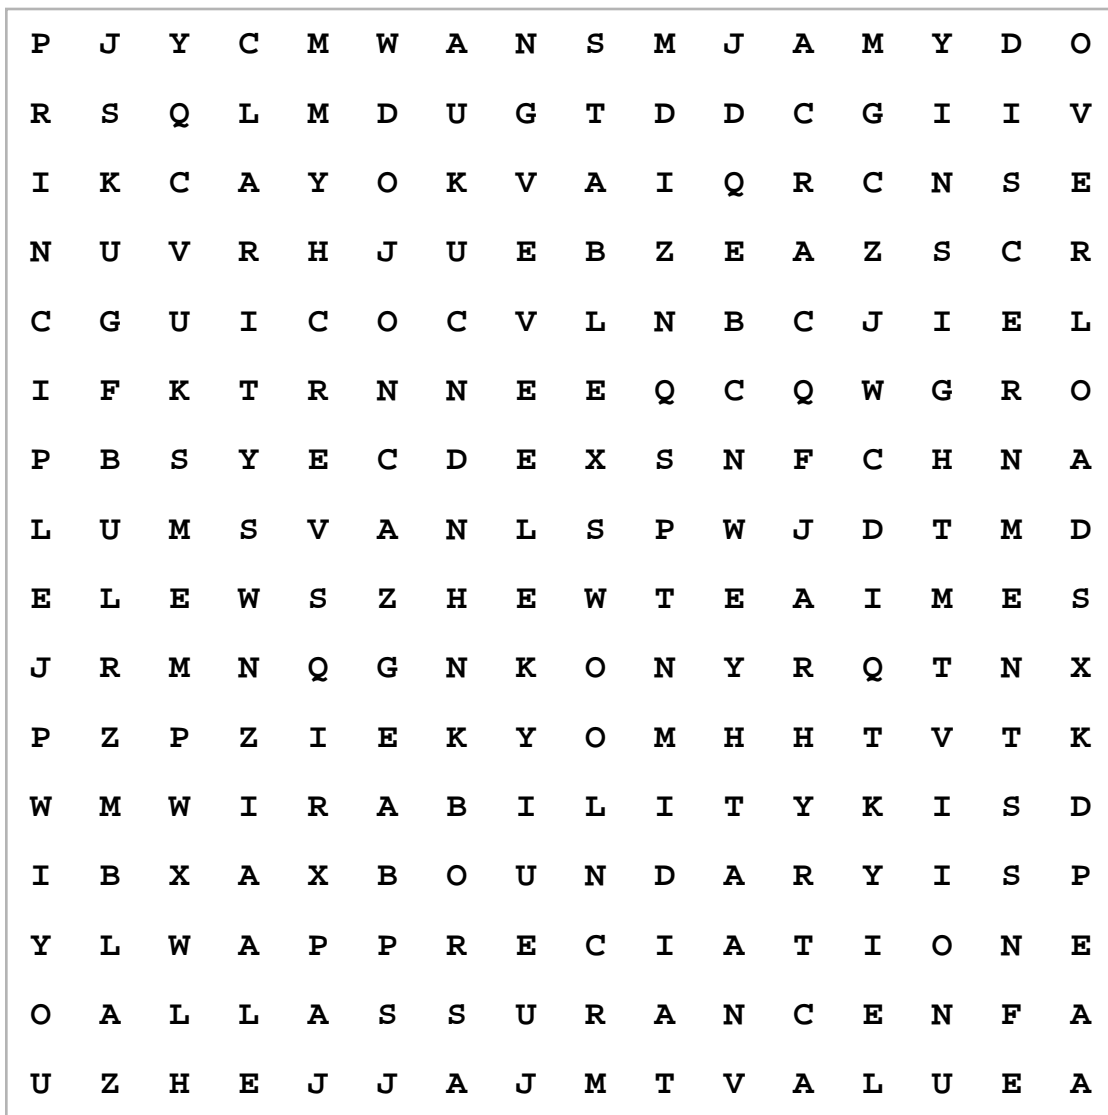 P J Y C M W A N S M J A M Y D O
R S Q L M D U G T D D C G I I V
I K C A Y O K V A I Q R C N S E
N U V R H J U E B Z E A Z S C R
C G U I C O C V L N B C J I E L
I F K T R N N E E Q C Q W G R O
P B S Y E C D E X S N F C H N A
L U M S V A N L S P W J D T M D
E L E W S Z H E W T E A I M E S
J R M N Q G N K O N Y R Q T N X
P Z P Z I E K Y O M H H T V T K
W M W I R A B I L I T Y K I S D
I B X A X B O U N D A R Y I S P
Y L W A P P R E C I A T I O N E
O A L L A S S U R A N C E N F A
U Z H E J J A J M T V A L U E A